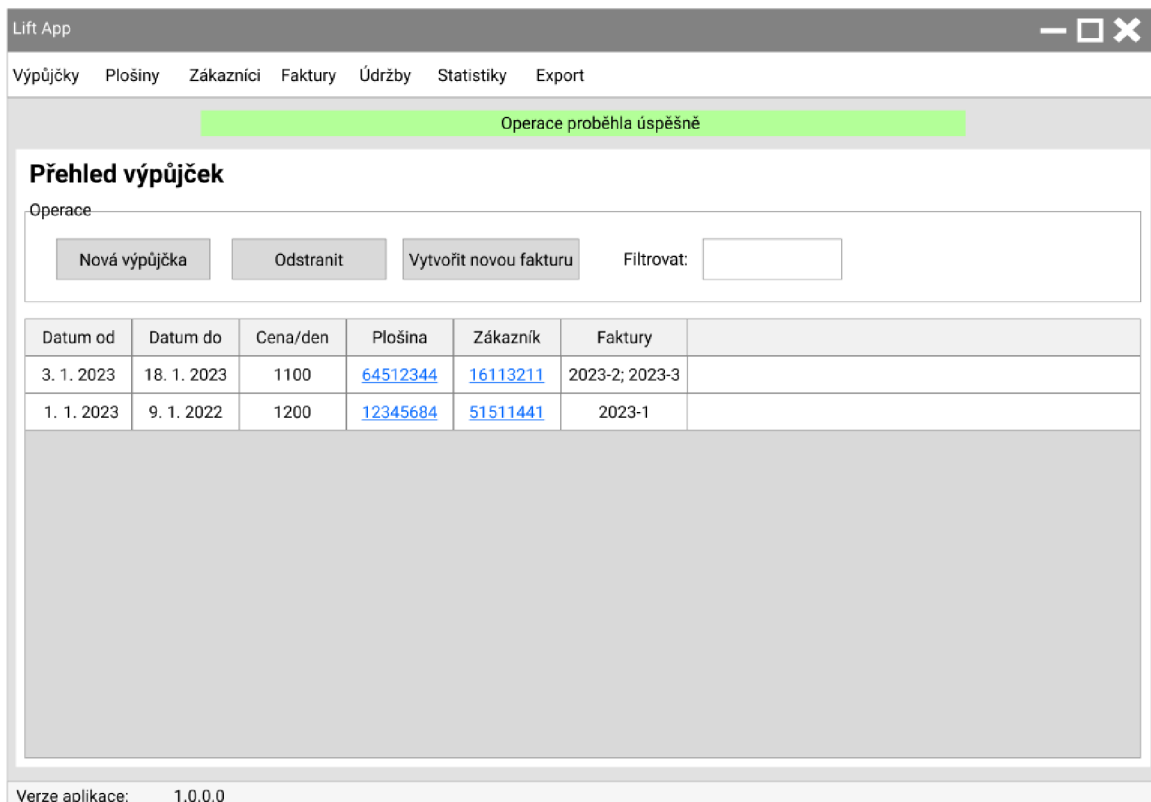 Lift App
Výpůjčky Plošiny Zákazníci Faktury Údržby Statistiky Export
Operace proběhla úspěšně
Přehled výpůjček
Operace
Nová výpůjčka Odstranit Vytvořit novou fakturu Filtrovat:
Datum od Datum do Cena/den Plošina Zákazník Faktury
3. 1. 2023 18. 1. 2023 1100 64512344 16113211 2023-2; 2023-3
1. 1. 2023 9. 1. 2022 1200 12345684 51511441 2023-1
Verze aplikace: 1.0.0.0